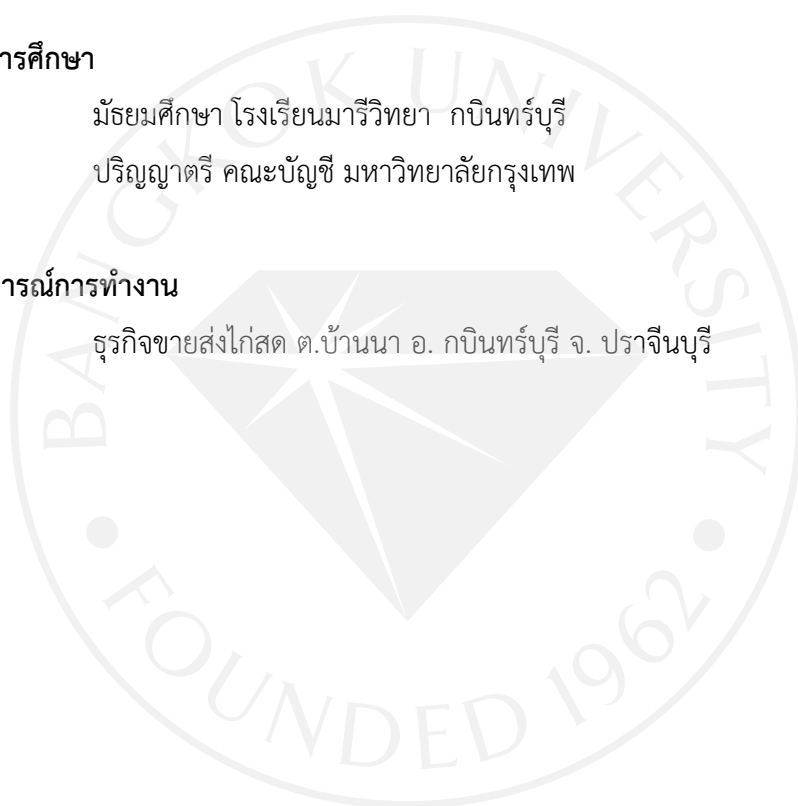 ารศึกษา
มัธยมศึกษา โรงเรียนมารีวิทยา กบินทร์บุรี
ปริญญาตรี คณะบัญชี มหาวิทยาลัยกรุงเทพ
ารณ์การทำงาน
ธุรกิจขายส่งไก่สด ต.บ้านนา อ. กบินทร์บุรี จ. ปราจีนบุรี
BANGKOK UNIVERSITY
FOUNDED 1962